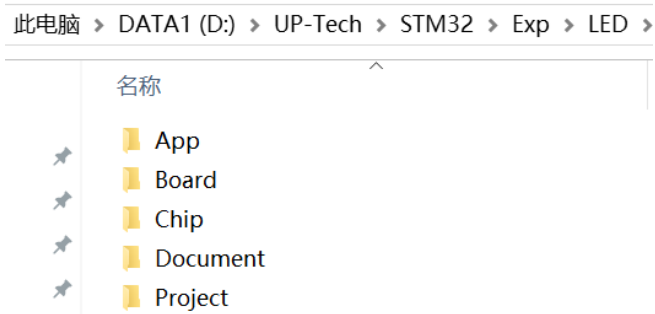 此电脑 > DATA1 (D:) > UP-Tech > STM32 > Exp > LED >
名称
App
Board
Chip
Document
Project